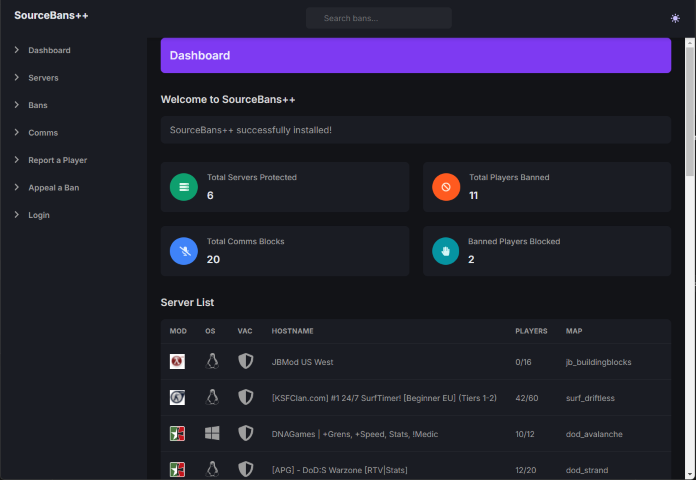 SourceBans++
Search bans...
Dashboard
Servers
Bans
Comms
Report a Player
Appeal a Ban
Login
Dashboard
Welcome to SourceBans++
SourceBans++ successfully installed!
Total Servers Protected
6
Total Players Banned
11
Total Comms Blocks
20
Banned Players Blocked
2
Server List
MOD OS VAC HOSTNAME PLAYERS MAP
JBMod US West 0/16 jb_buildingblocks
[KSFClan.com] #1 24/7 SurfTimer! [Beginner EU] (Tiers 1-2) 42/60 surf_driftless
DNAGames | +Grens, +Speed, Stats, !Medic 10/12 dod_avalanche
[APG] - DoD:S Warzone [RTV|Stats] 12/20 dod_strand